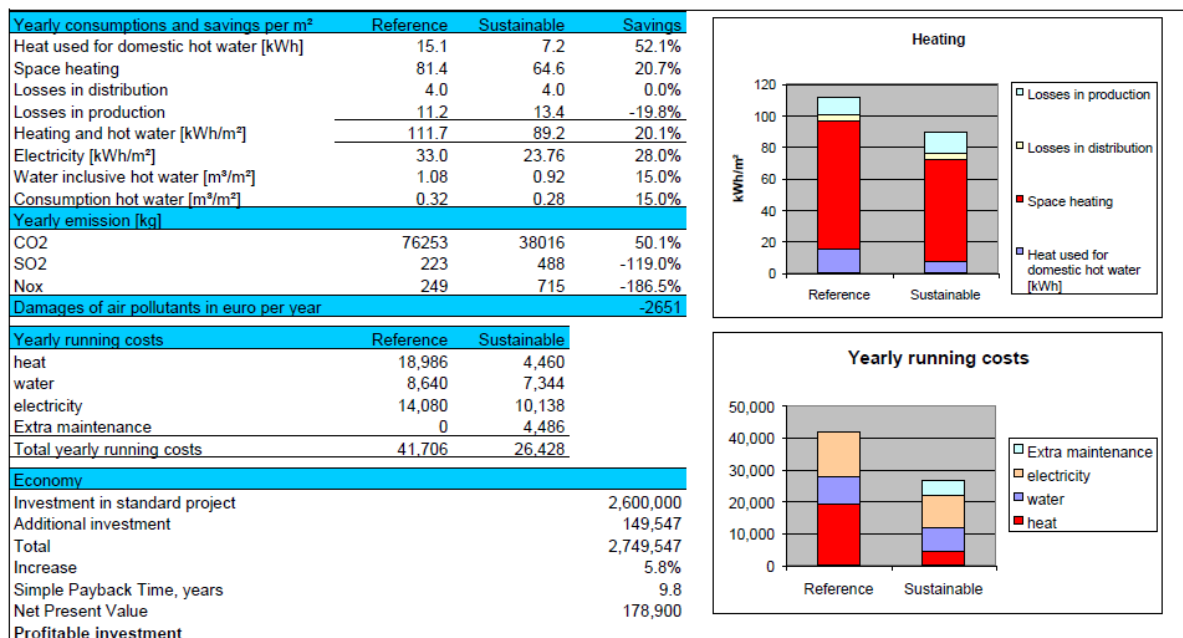 Yearly consumptions and savings per m² Reference Sustainable Savings
Heat used for domestic hot water [kWh] 15.1 7.2 52.1%
Space heating 81.4 64.6 20.7%
Losses in distribution 4.0 4.0 0.0%
Losses in production 11.2 13.4 -19.8%
Heating and hot water [kWh/m²] 111.7 89.2 20.1%
Electricity [kWh/m²] 33.0 23.76 28.0%
Water inclusive hot water [m³/m²] 1.08 0.92 15.0%
Consumption hot water [m³/m²] 0.32 0.28 15.0%
Yearly emission [kg]
CO2 76253 38016 50.1%
SO2 223 488 -119.0%
Nox 249 715 -186.5%
Damages of air pollutants in euro per year -2651
Yearly running costs Reference Sustainable
heat 18,986 4,460
water 8,640 7,344
electricity 14,080 10,138
Extra maintenance 0 4,486
Total yearly running costs 41,706 26,428
Economy
Investment in standard project 2,600,000
Additional investment 149,547
Total 2,749,547
Increase 5.8%
Simple Payback Time, years 9.8
Net Present Value 178,900
Profitable investment
Heating
kWh/m²
120
100
80
60
40
20
0
Reference Sustainable
Losses in production
Losses in distribution
Space heating
Heat used for
domestic hot water
[kWh]
Yearly running costs
50,000
40,000
30,000
20,000
10,000
0
Reference Sustainable
Extra maintenance
electricity
water
heat